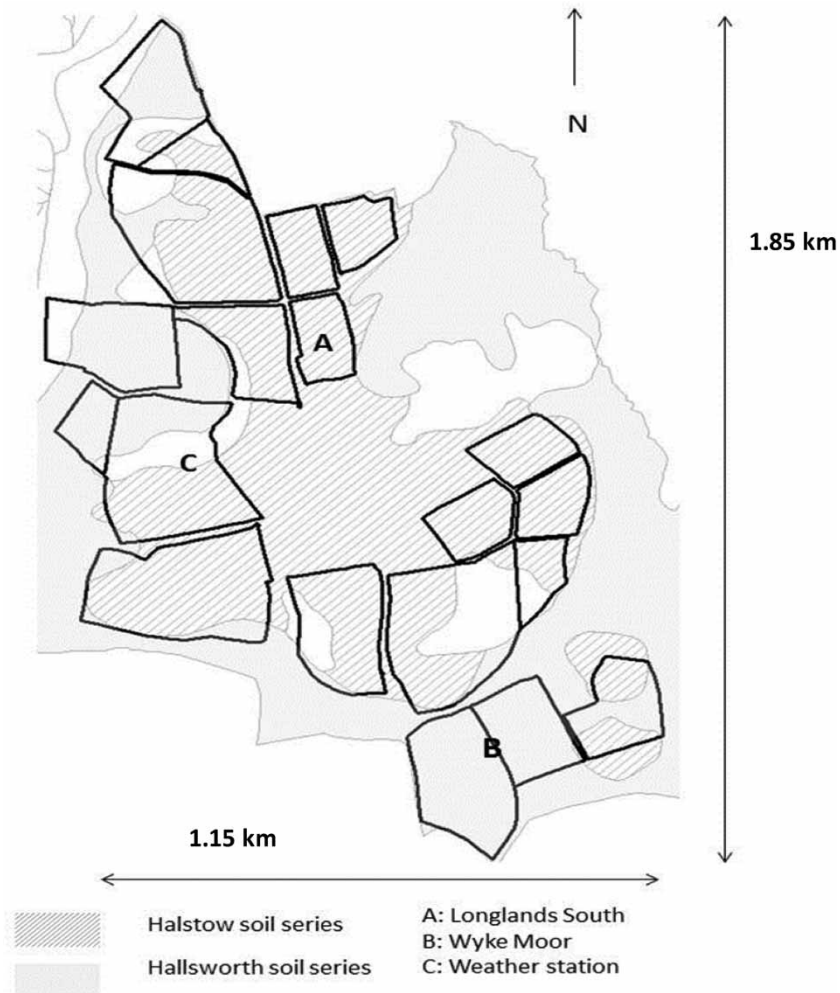 N
1.85 km
A
C
B
1.15 km
Halstow soil series
Hallsworth soil series
A: Longlands South
B: Wyke Moor
C: Weather station